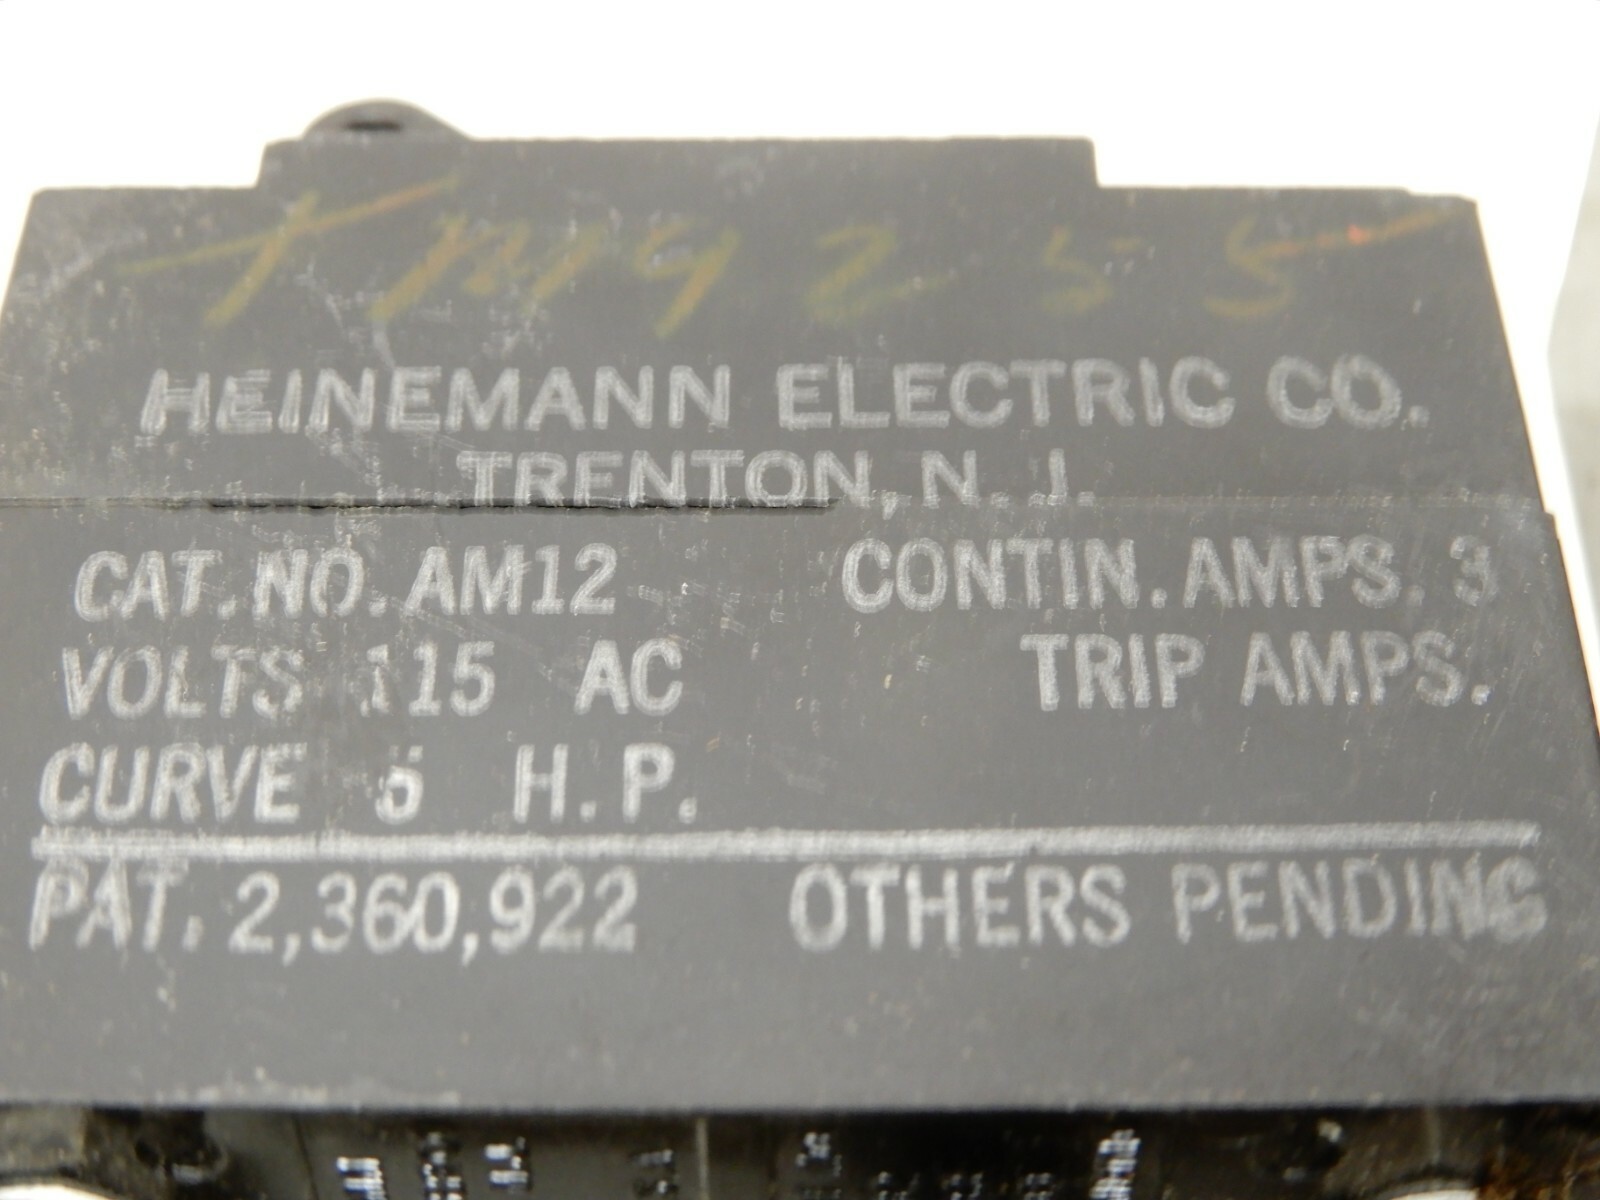 TM9255
HEINEMANN ELECTRIC CO.
TRENTON, N. J.
CAT. NO. AM12 CONTIN. AMPS. 3
VOLTS 115 AC TRIP AMPS.
CURVE 5 H.P.
PAT. 2,360,922 OTHERS PENDING